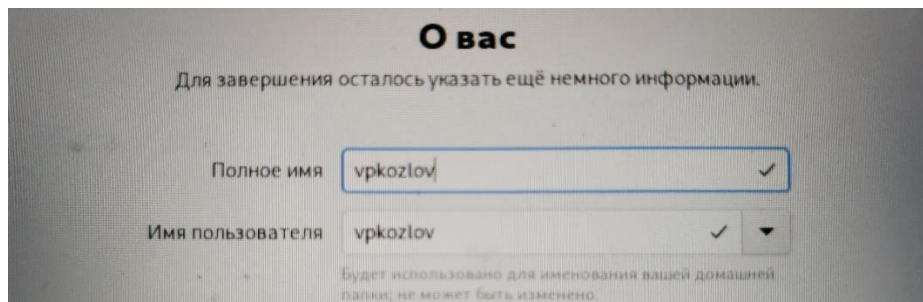 О вас
Для завершения осталось указать ещё немного информации.
Полное имя vpkozlov
Имя пользователя vpkozlov
Будет использовано для именования вашей домашней
папки; не может быть изменено.